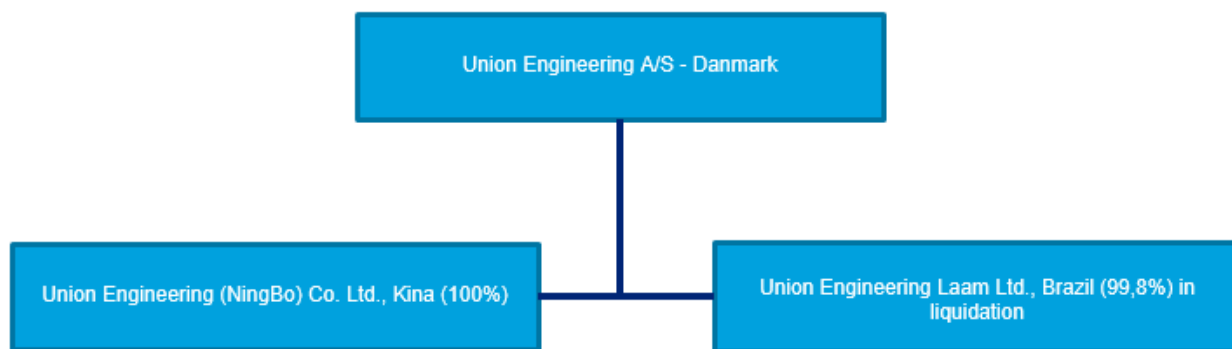 Union Engineering A/S - Danmark
Union Engineering (NingBo) Co. Ltd., Kina (100%)
Union Engineering Laam Ltd., Brazil (99,8%) in
liquidation